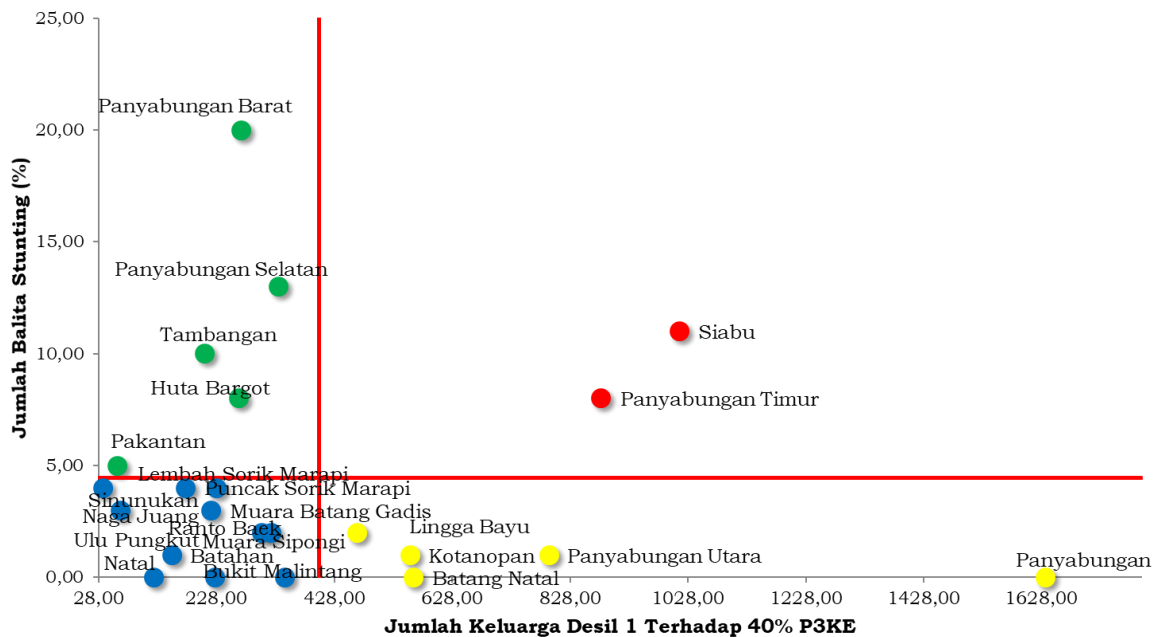 25,00
Panyabungan Barat
20,00
15,00
Panyabungan Selatan
Tambangan
Siabu
10,00
Huta Bargot
Panyabungan Timur
Pakantan
5,00
Lembah Sorik Marapi
Puncak Sorik Marapi
Sinunukan
Muara Batang Gadis
Naga Juang
Ranto Baek
Lingga Bayu
Ulu Pungkut
Muara Sipongi
Batahan
Kotanopan
Panyabungan Utara
Natal
Bukit Malintang
Batang Natal
Panyabungan
0,00
28,00 228,00 428,00 628,00 828,00 1028,00 1228,00 1428,00 1628,00
Jumlah Balita Stunting (%)
Jumlah Keluarga Desil 1 Terhadap 40% P3KE